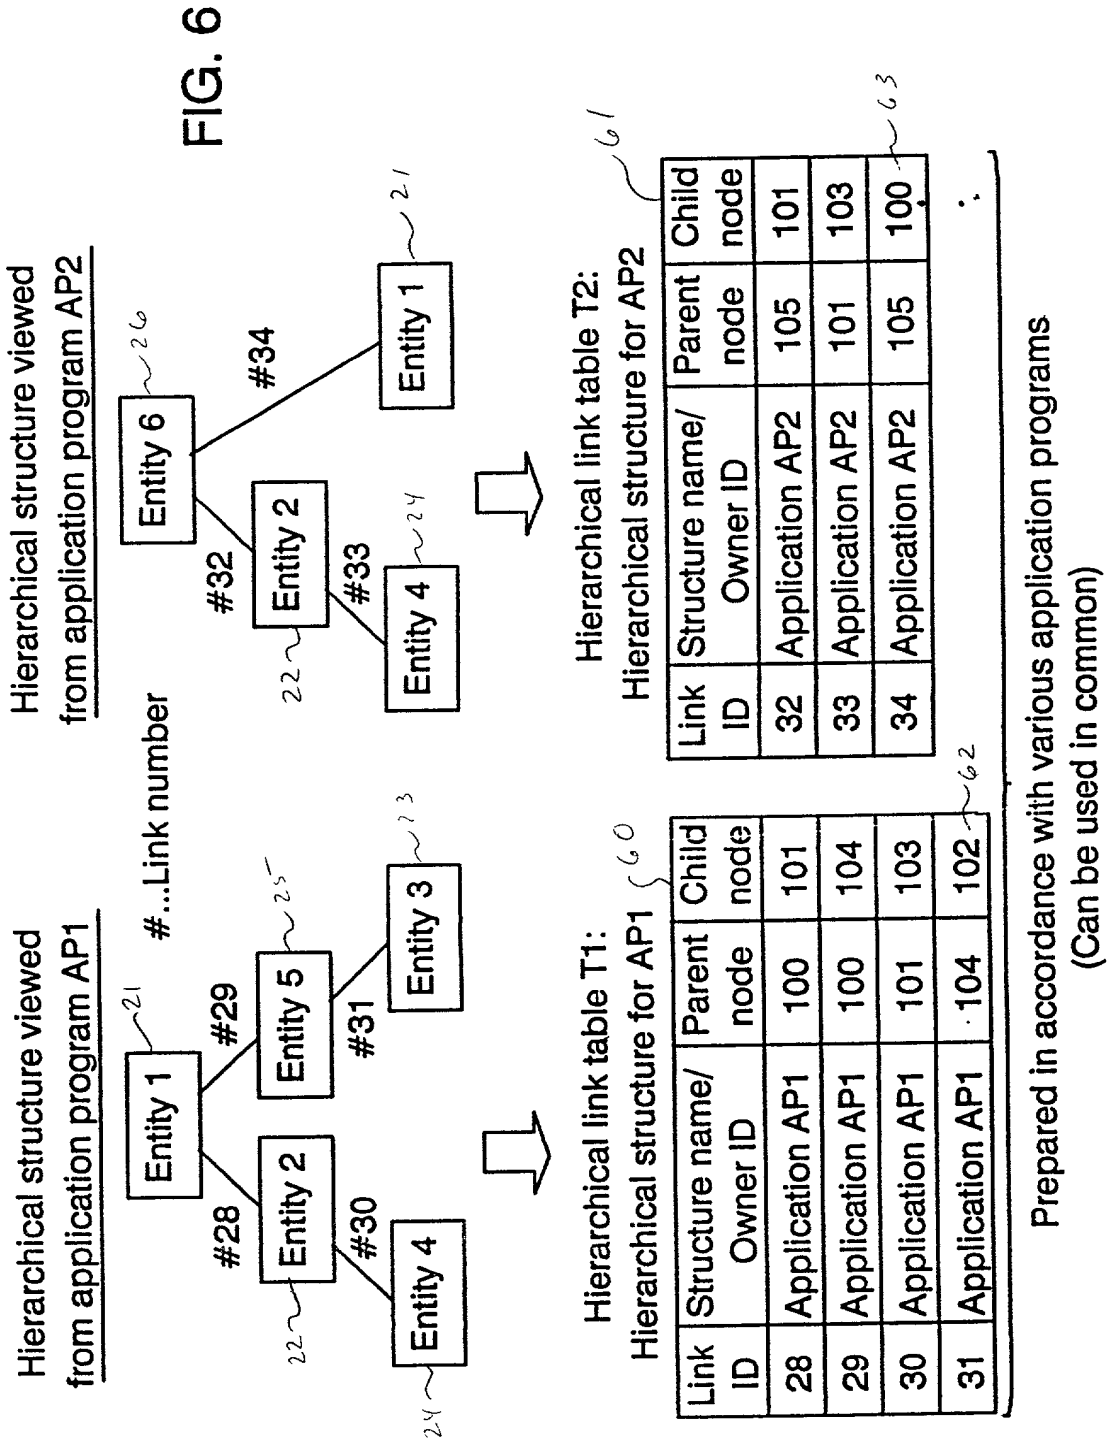 FIG. 6
Hierarchical structure viewed
from application program AP1
#...Link number
Entity 1
21
#28
#29
22
Entity 2
Entity 5
25
#30
#31
24
Entity 4
Entity 3
23
Hierarchical structure viewed
from application program AP2
Entity 6
26
#32
#34
22
Entity 2
#33
Entity 4
24
Entity 1
21
Hierarchical link table T1:
Hierarchical structure for AP1
60
Link ID Structure name/ Owner ID Parent node Child node
28 Application AP1 100 101
29 Application AP1 100 104
30 Application AP1 101 103
31 Application AP1 104 102
62
Hierarchical link table T2:
Hierarchical structure for AP2
61
Link ID Structure name/ Owner ID Parent node Child node
32 Application AP2 105 101
33 Application AP2 101 103
34 Application AP2 105 100
63
Prepared in accordance with various application programs
(Can be used in common)